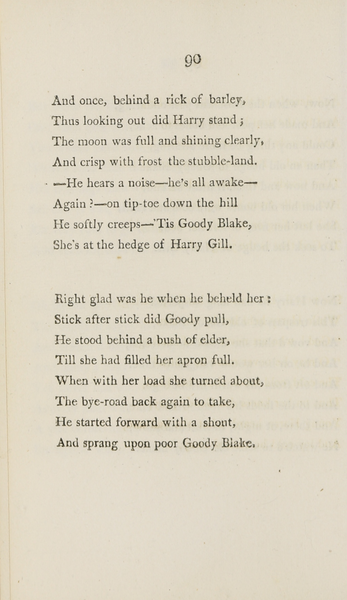 90
And once, behind a rick of barley,
Thus looking out did Harry stand;
The moon was full and shining clearly,
And crisp with frost the stubble-land.
—He hears a noise—he's all awake—
Again?—on tip-toe down the hill
He softly creeps—'Tis Goody Blake,
She's at the hedge of Harry Gill.
Right glad was he when he beheld her:
Stick after stick did Goody pull,
He stood behind a bush of elder,
Till she had filled her apron full.
When with her load she turned about,
The bye-road back again to take,
He started forward with a shout,
And sprang upon poor Goody Blake.